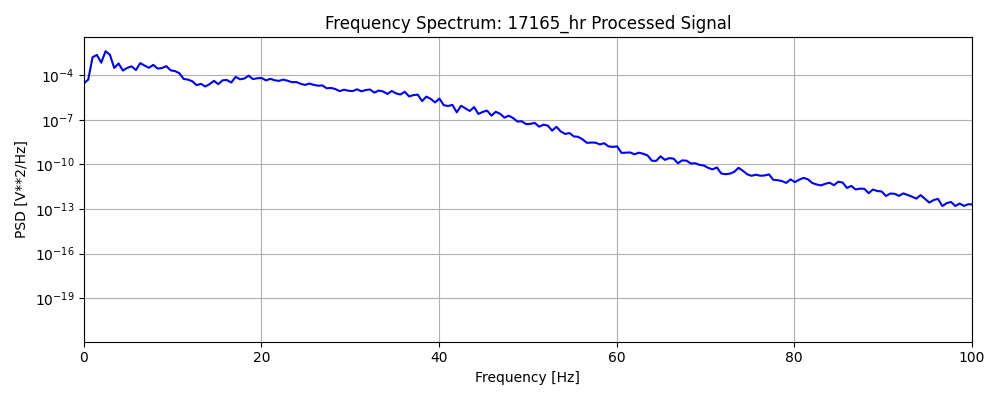 Frequency Spectrum: 17165_hr Processed Signal
PSD [V**2/Hz]
10^{-4}
10^{-7}
10^{-10}
10^{-13}
10^{-16}
10^{-19}
0 20 40 60 80 100
Frequency [Hz]